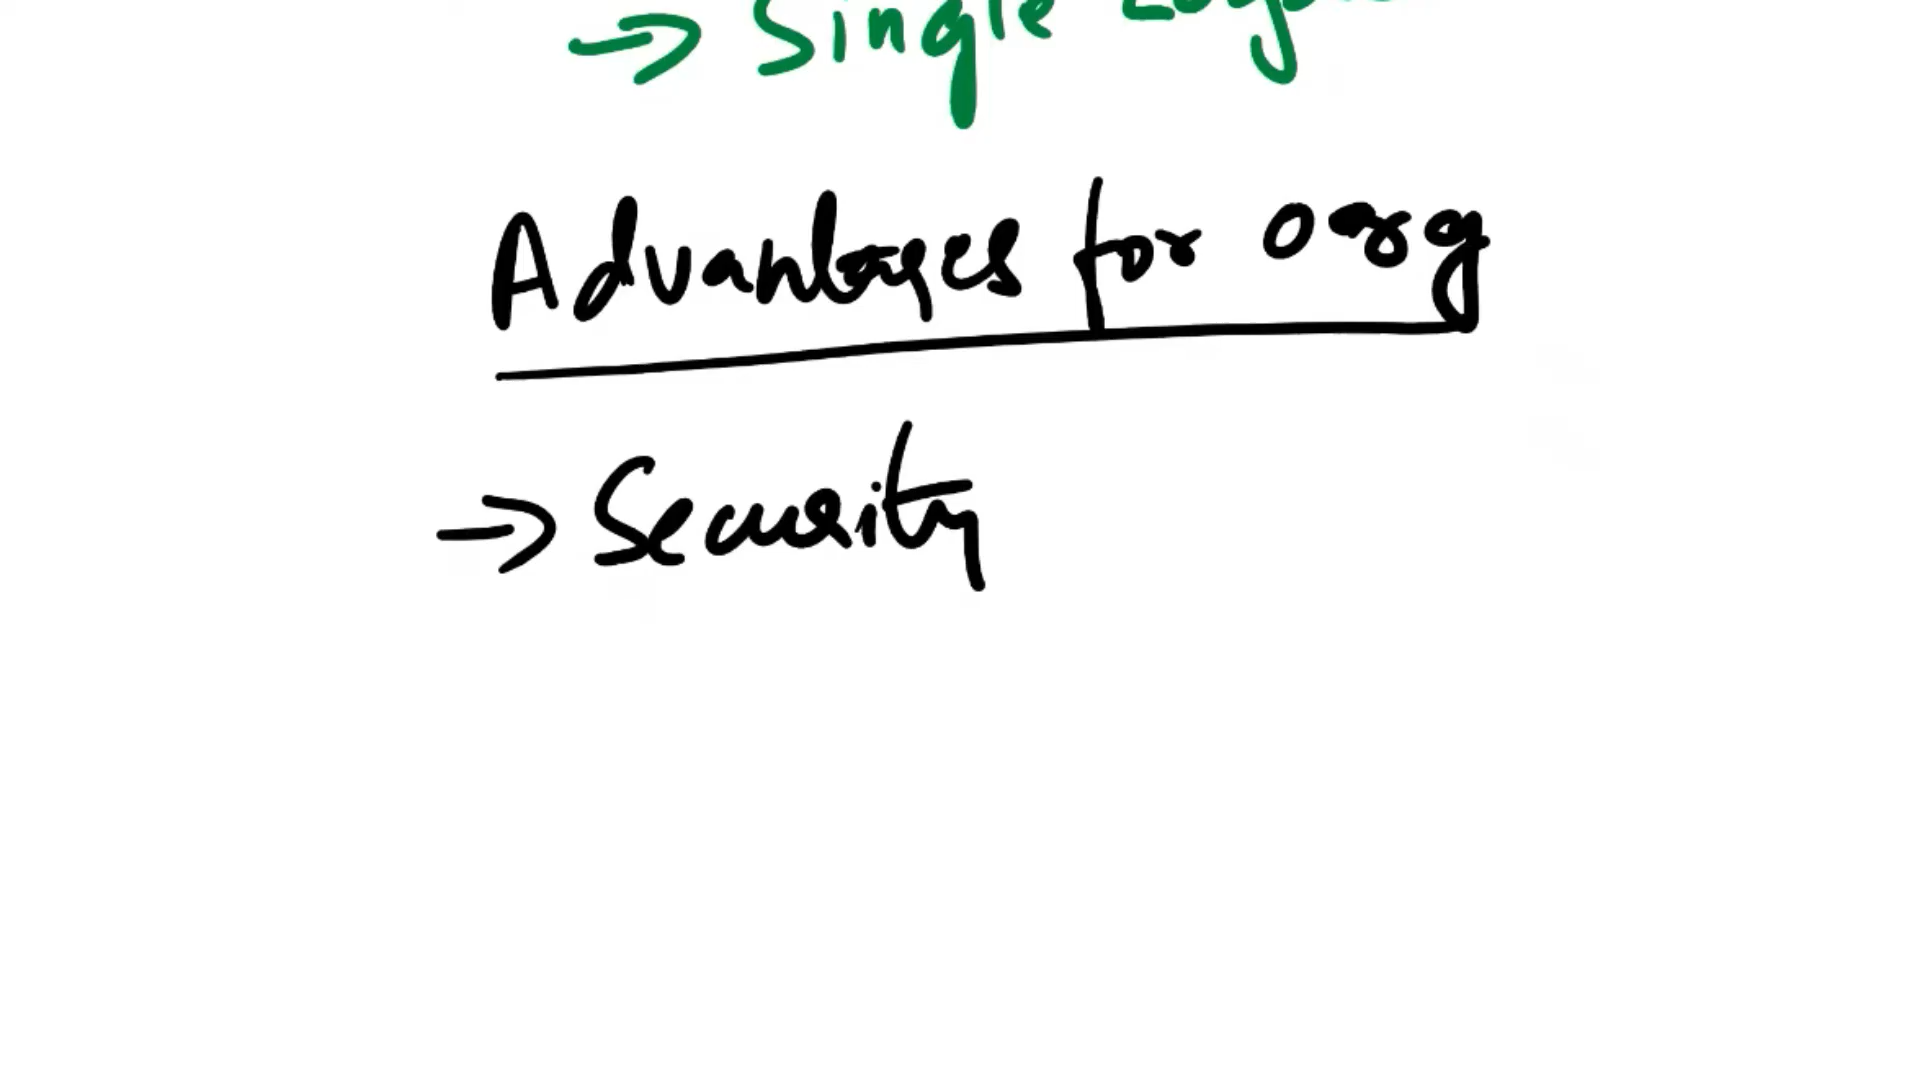 → Single
Advantages for org
→ Security